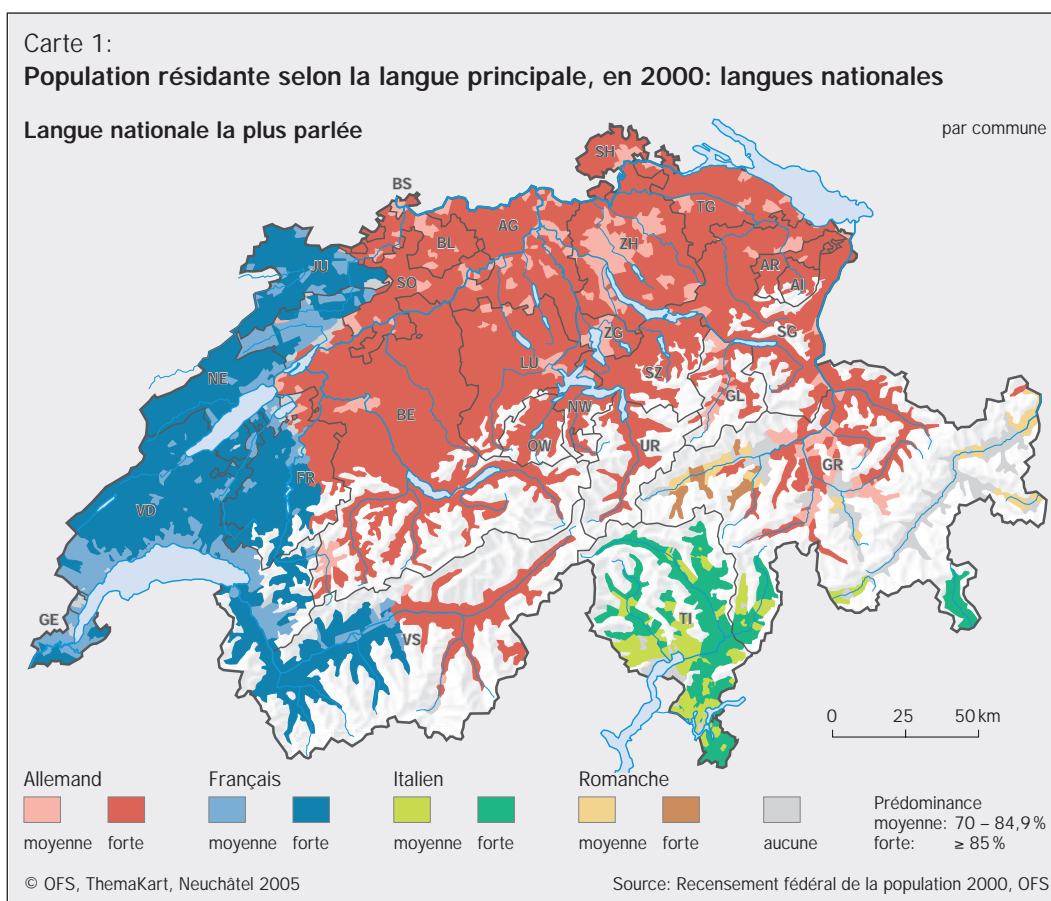 Carte 1:
Population résidante selon la langue principale, en 2000: langues nationales
Langue nationale la plus parlée
par commune
SH
BS
TG
AG
BL
ZH
JU
AR
SO
AI
SG
ZG
LU
SZ
NE
GL
NW
BE
OW
UR
GR
FR
VD
GE
TI
VS
0 25 50 km
Allemand Français Italien Romanche
moyenne forte moyenne forte moyenne forte moyenne forte aucune
Prédominance
moyenne: 70 – 84,9%
forte: ≥ 85%
© OFS, ThemaKart, Neuchâtel 2005
Source: Recensement fédéral de la population 2000, OFS